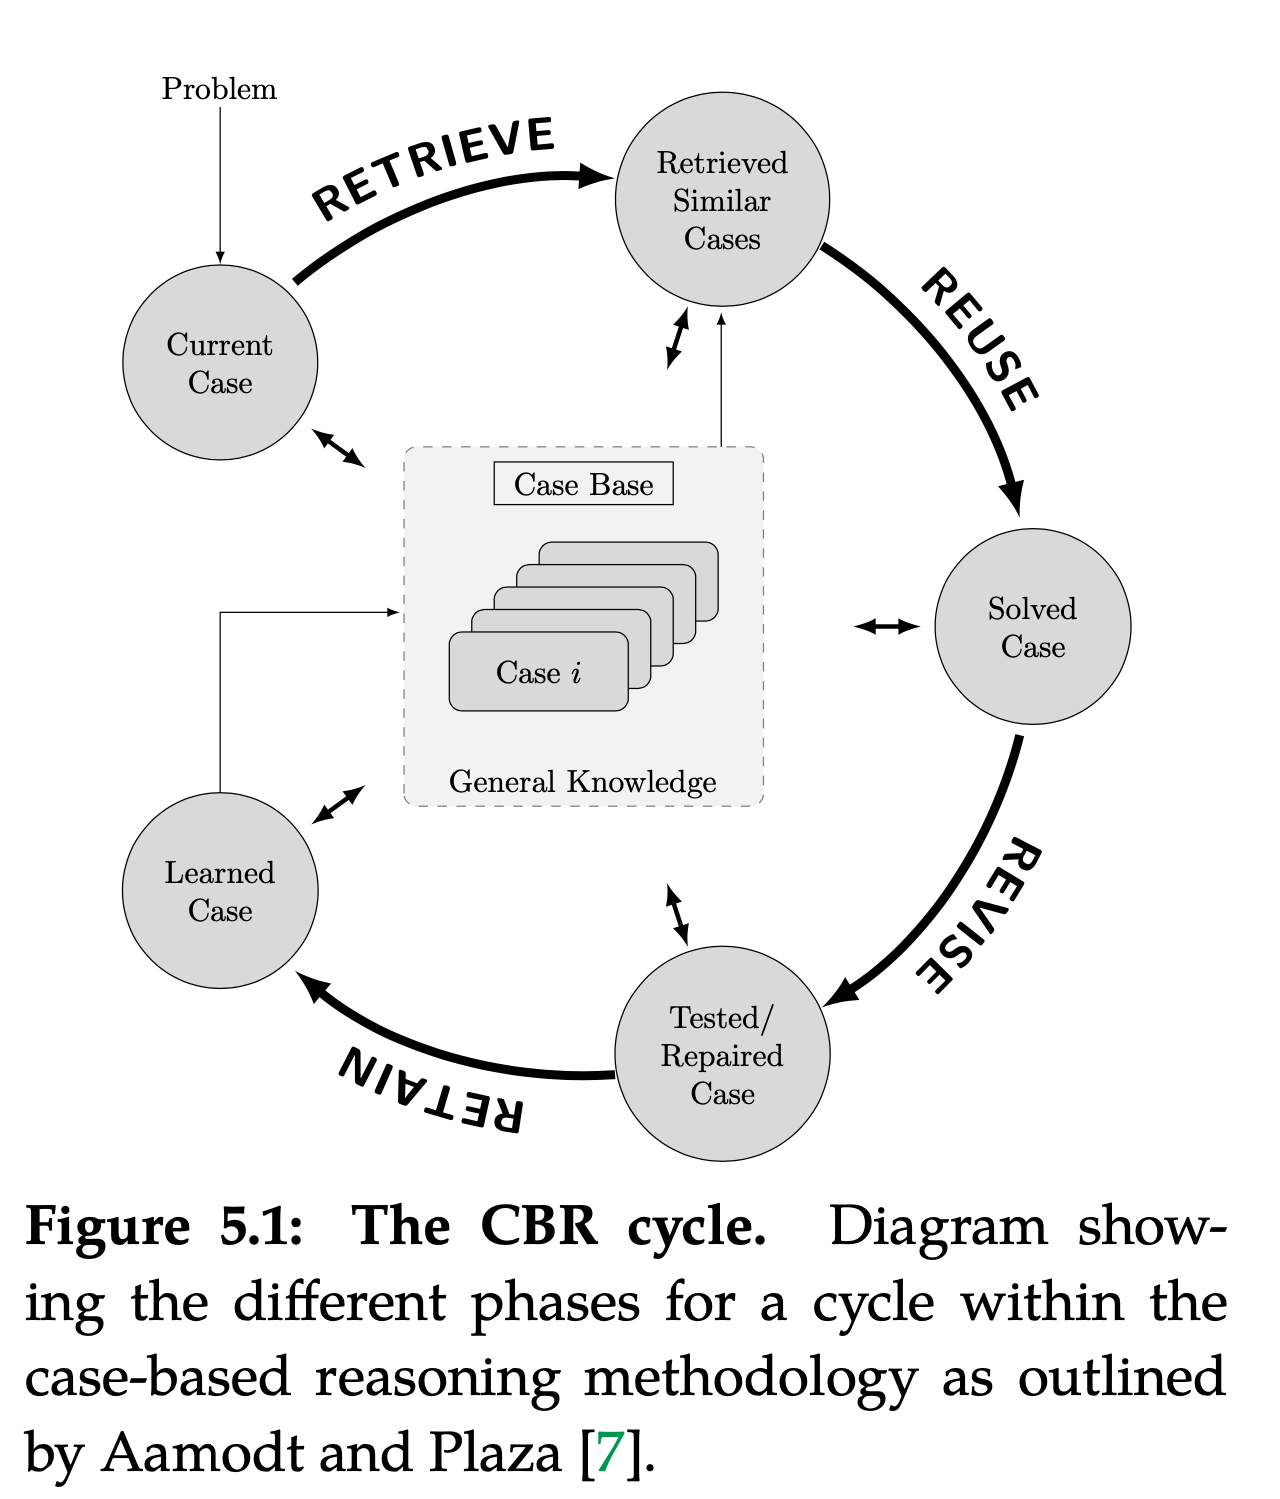 Problem
RETRIEVE
Retrieved
Similar
Cases
REUSE
Current
Case
Case Base
Case i
General Knowledge
Solved
Case
REVISE
Learned
Case
Tested/
Repaired
Case
RETAIN
Figure 5.1: The CBR cycle. Diagram show-
ing the different phases for a cycle within the
case-based reasoning methodology as outlined
by Aamodt and Plaza [7].